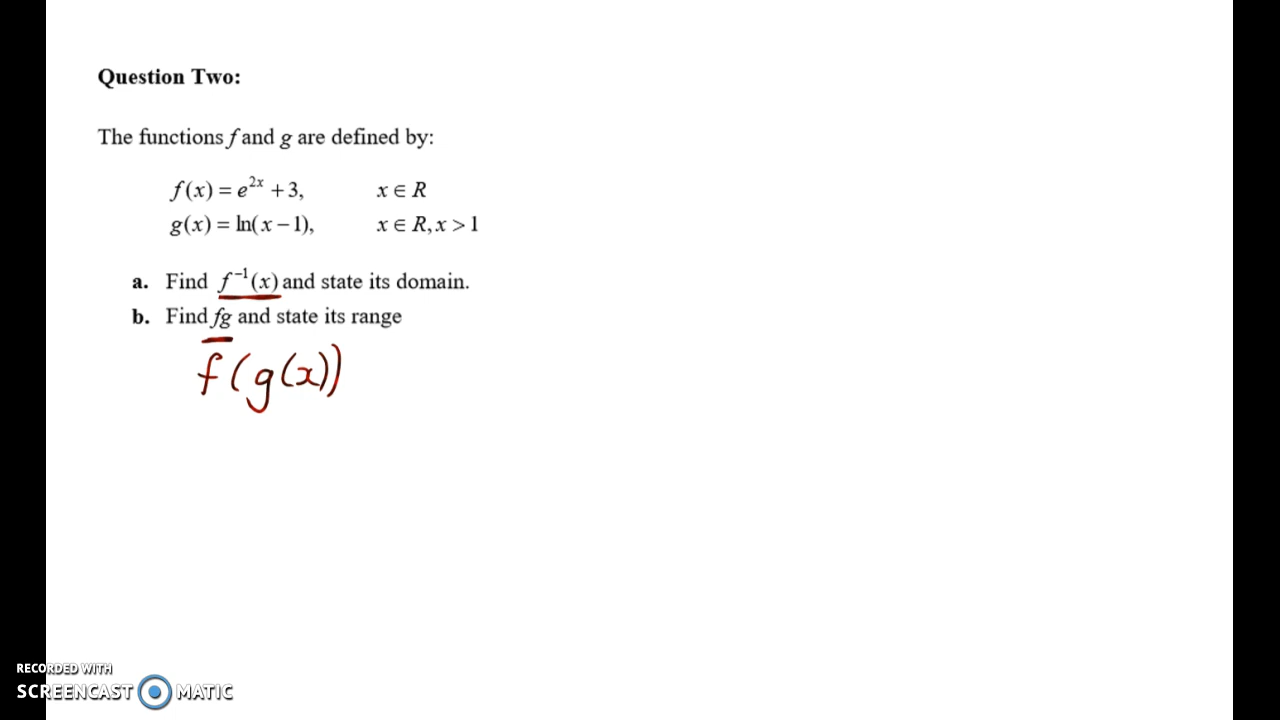 Question Two:
The functions f and g are defined by:
f(x) = e^{2x} + 3, x ∈ R
g(x) = ln(x − 1), x ∈ R, x > 1
a. Find f^{−1}(x) and state its domain.
b. Find fg and state its range
f(g(x))
RECORDED WITH
SCREENCAST MATIC